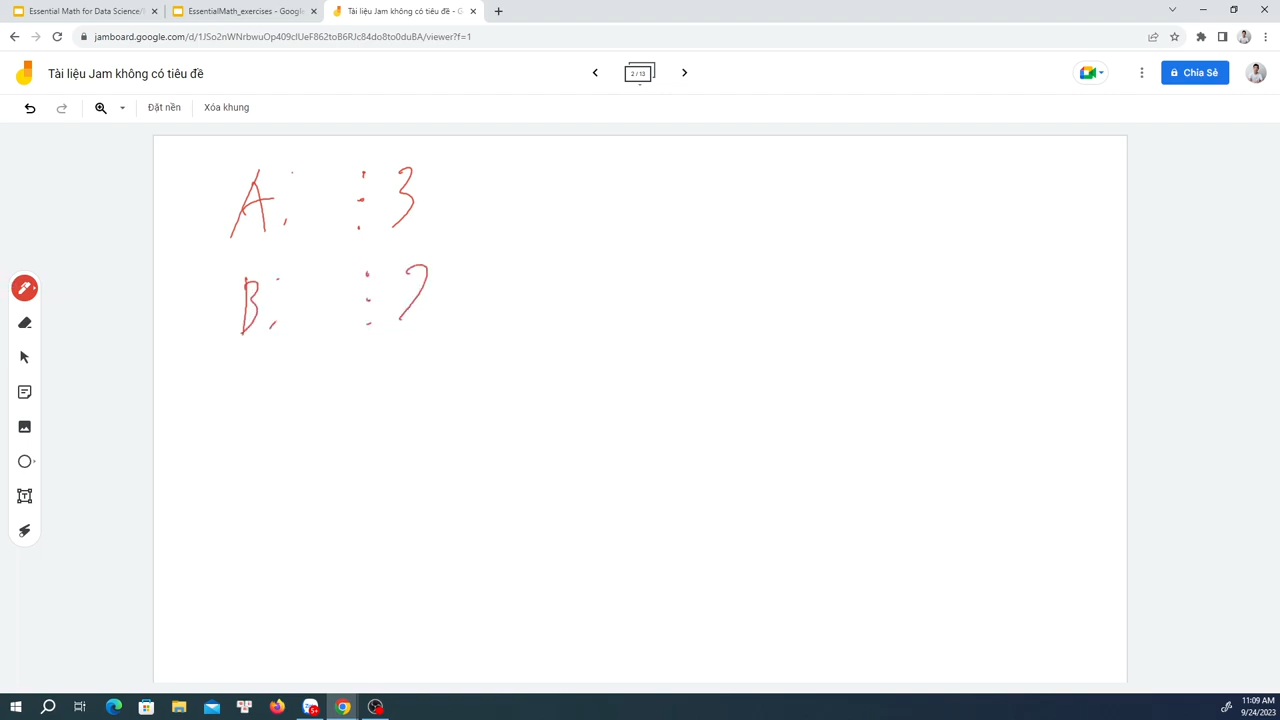 Essential Math for Data Science/
EssentialMath_exercises - Google
Tài liệu Jam không có tiêu đề - G
jamboard.google.com/d/1JSo2nWNrbwuOp409cIUeF862toB6RJc84do8to0duBA/viewer?f=1
Tài liệu Jam không có tiêu đề
2 / 13
Chia Sẻ
Đặt nền
Xóa khung
A: ⋮ 3
B: ⋮
5+
11:09 AM
9/24/2023